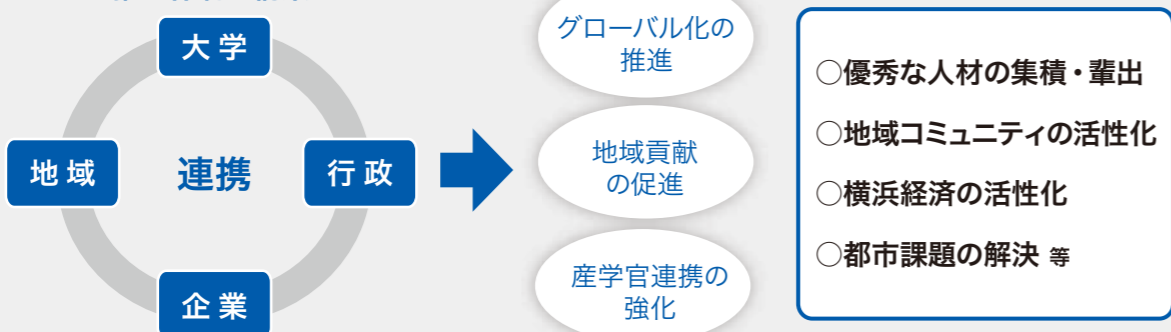 大学
地域
連携
行政
企業
グローバル化の
推進
地域貢献
の促進
産学官連携の
強化
○優秀な人材の集積・輩出
○地域コミュニティの活性化
○横浜経済の活性化
○都市課題の解決 等